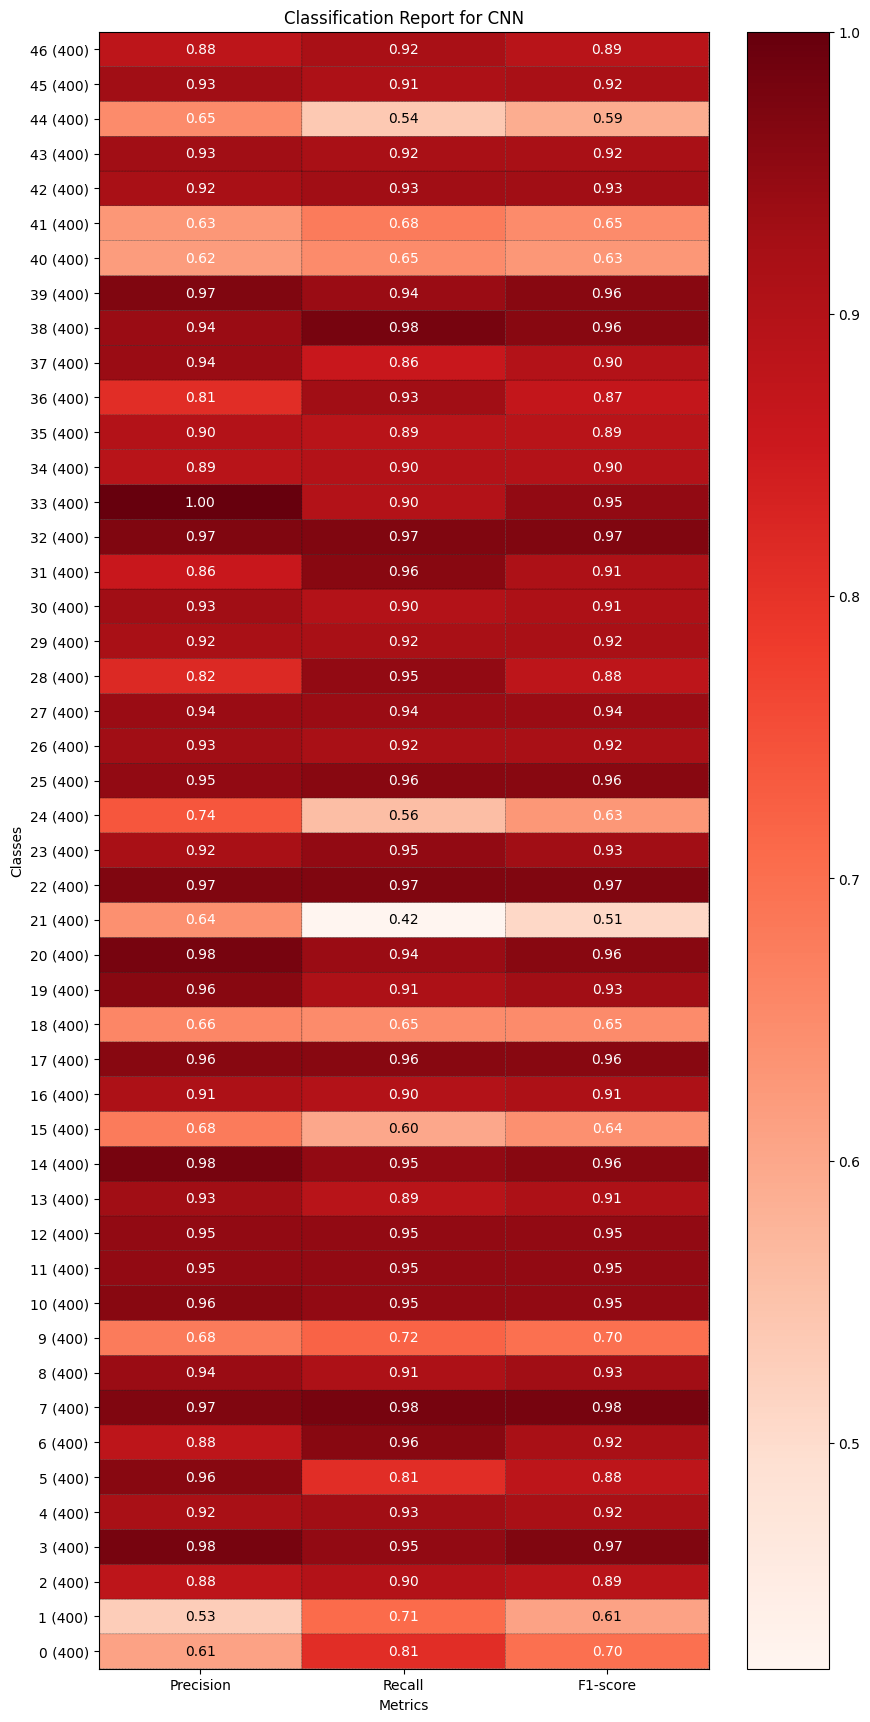 Classification Report for CNN
46 (400) 0.88 0.92 0.89
45 (400) 0.93 0.91 0.92
44 (400) 0.65 0.54 0.59
43 (400) 0.93 0.92 0.92
42 (400) 0.92 0.93 0.93
41 (400) 0.63 0.68 0.65
40 (400) 0.62 0.65 0.63
39 (400) 0.97 0.94 0.96
38 (400) 0.94 0.98 0.96
37 (400) 0.94 0.86 0.90
36 (400) 0.81 0.93 0.87
35 (400) 0.90 0.89 0.89
34 (400) 0.89 0.90 0.90
33 (400) 1.00 0.90 0.95
32 (400) 0.97 0.97 0.97
31 (400) 0.86 0.96 0.91
30 (400) 0.93 0.90 0.91
29 (400) 0.92 0.92 0.92
28 (400) 0.82 0.95 0.88
27 (400) 0.94 0.94 0.94
26 (400) 0.93 0.92 0.92
25 (400) 0.95 0.96 0.96
24 (400) 0.74 0.56 0.63
23 (400) 0.92 0.95 0.93
22 (400) 0.97 0.97 0.97
21 (400) 0.64 0.42 0.51
20 (400) 0.98 0.94 0.96
19 (400) 0.96 0.91 0.93
18 (400) 0.66 0.65 0.65
17 (400) 0.96 0.96 0.96
16 (400) 0.91 0.90 0.91
15 (400) 0.68 0.60 0.64
14 (400) 0.98 0.95 0.96
13 (400) 0.93 0.89 0.91
12 (400) 0.95 0.95 0.95
11 (400) 0.95 0.95 0.95
10 (400) 0.96 0.95 0.95
9 (400) 0.68 0.72 0.70
8 (400) 0.94 0.91 0.93
7 (400) 0.97 0.98 0.98
6 (400) 0.88 0.96 0.92
5 (400) 0.96 0.81 0.88
4 (400) 0.92 0.93 0.92
3 (400) 0.98 0.95 0.97
2 (400) 0.88 0.90 0.89
1 (400) 0.53 0.71 0.61
0 (400) 0.61 0.81 0.70
Precision Recall F1-score
Metrics
Classes
1.0
0.9
0.8
0.7
0.6
0.5